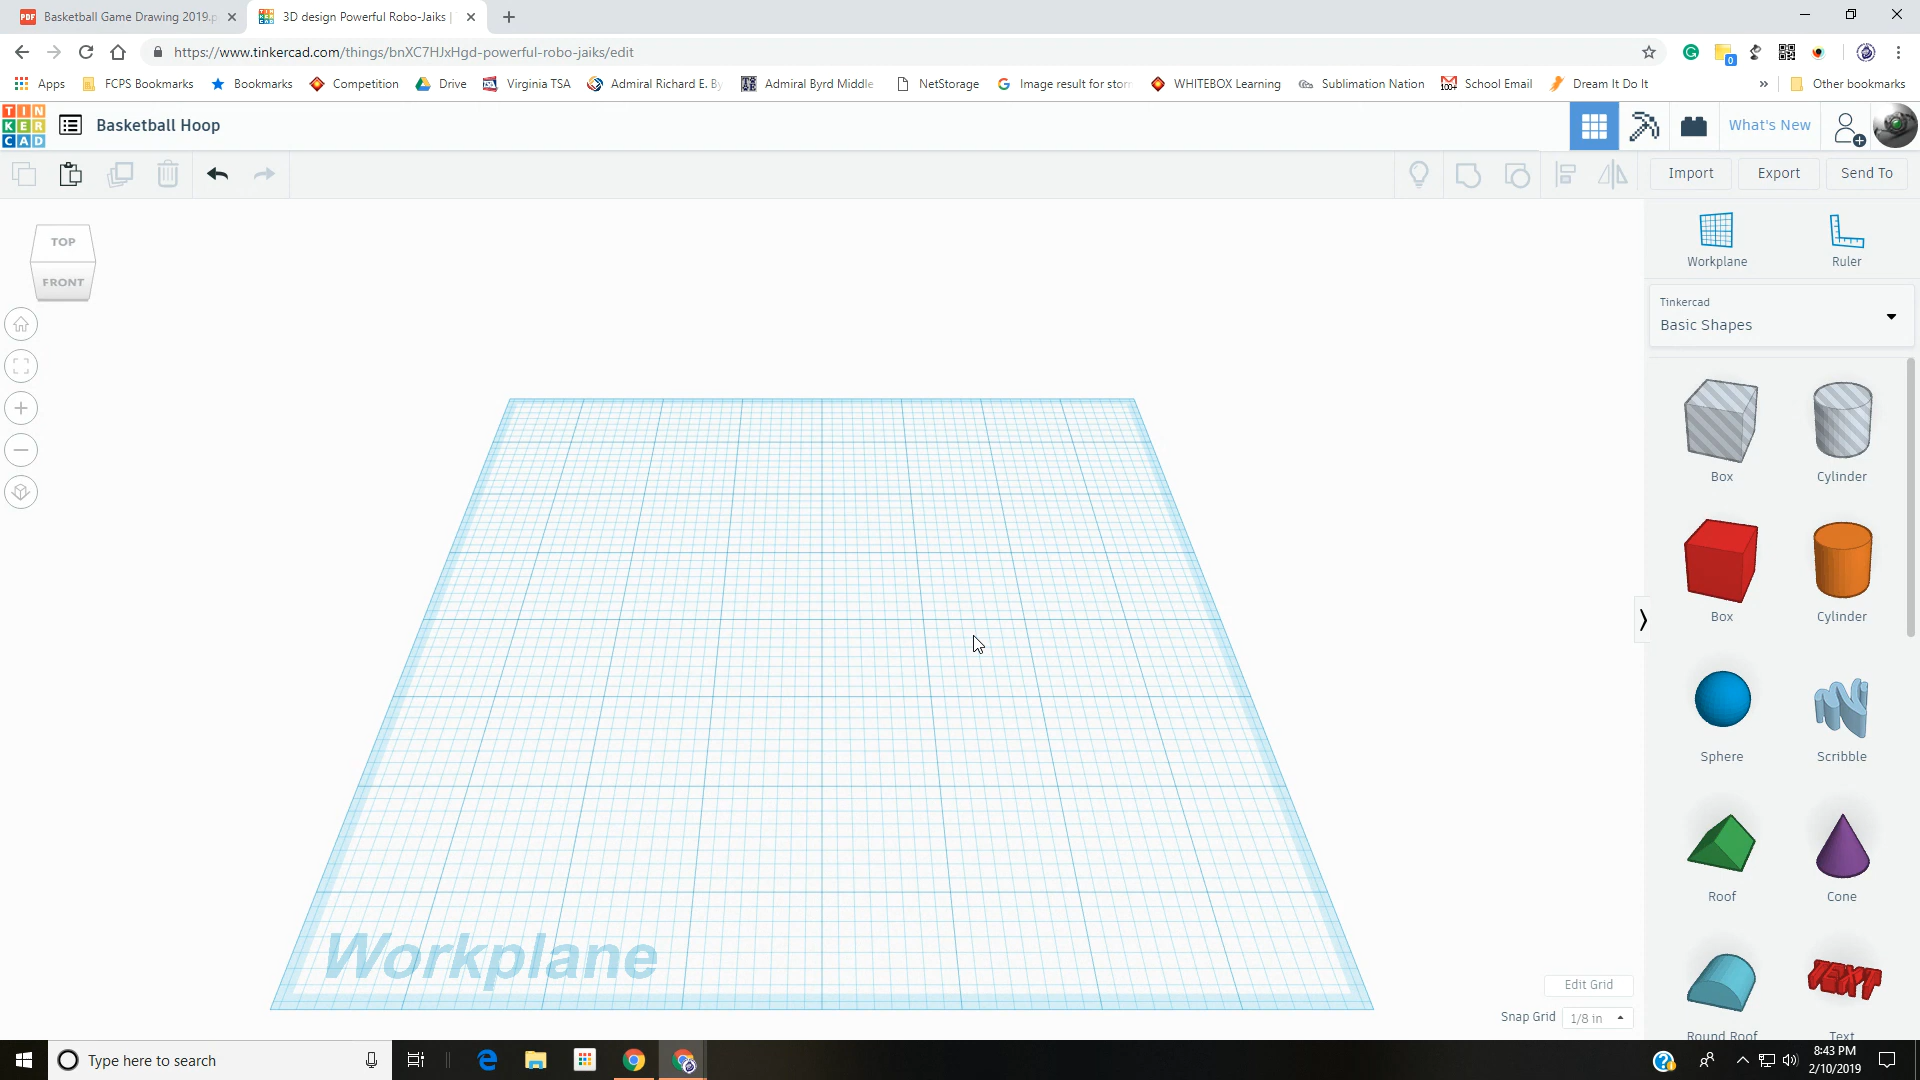 Basketball Game Drawing 2019.p
3D design Powerful Robo-Jaiks |
https://www.tinkercad.com/things/bnXC7HJxHgd-powerful-robo-jaiks/edit
0
Apps
FCPS Bookmarks
Bookmarks
Competition
Drive
Virginia TSA
Admiral Richard E. By
Admiral Byrd Middle
NetStorage
Image result for storm
WHITEBOX Learning
Sublimation Nation
School Email
Dream It Do It
»
Other bookmarks
TIN
KER
CAD
Basketball Hoop
What's New
Import
Export
Send To
TOP
FRONT
Workplane
Ruler
Tinkercad
Basic Shapes
Box
Cylinder
Box
Cylinder
Sphere
Scribble
Roof
Cone
TEXT
Round Roof
Text
Workplane
Edit Grid
Snap Grid
1/8 in
Type here to search
8:43 PM
2/10/2019